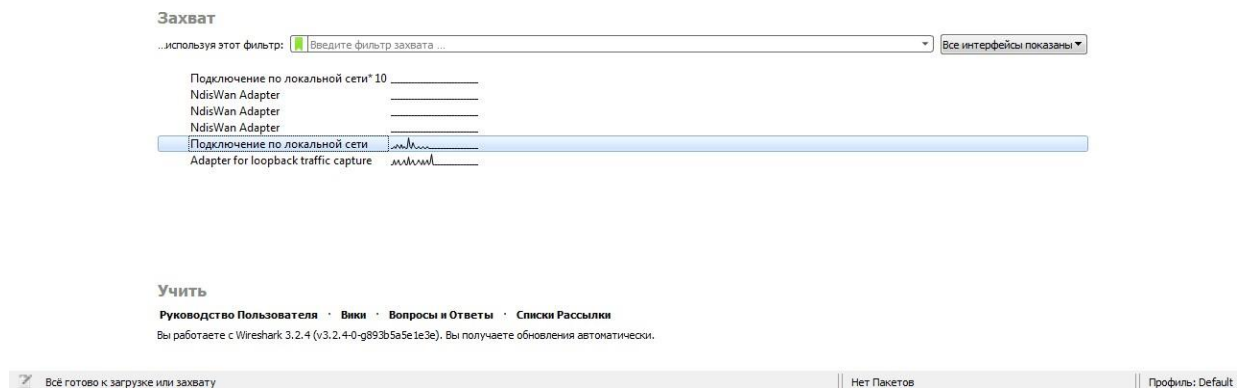 Захват
...используя этот фильтр: Введите фильтр захвата ... Все интерфейсы показаны
Подключение по локальной сети* 10
NdisWan Adapter
NdisWan Adapter
NdisWan Adapter
Подключение по локальной сети
Adapter for loopback traffic capture
Учить
Руководство Пользователя · Вики · Вопросы и Ответы · Списки Рассылки
Вы работаете с Wireshark 3.2.4 (v3.2.4-0-g893b5a5e1e3e). Вы получаете обновления автоматически.
Всё готово к загрузке или захвату Нет Пакетов Профиль: Default